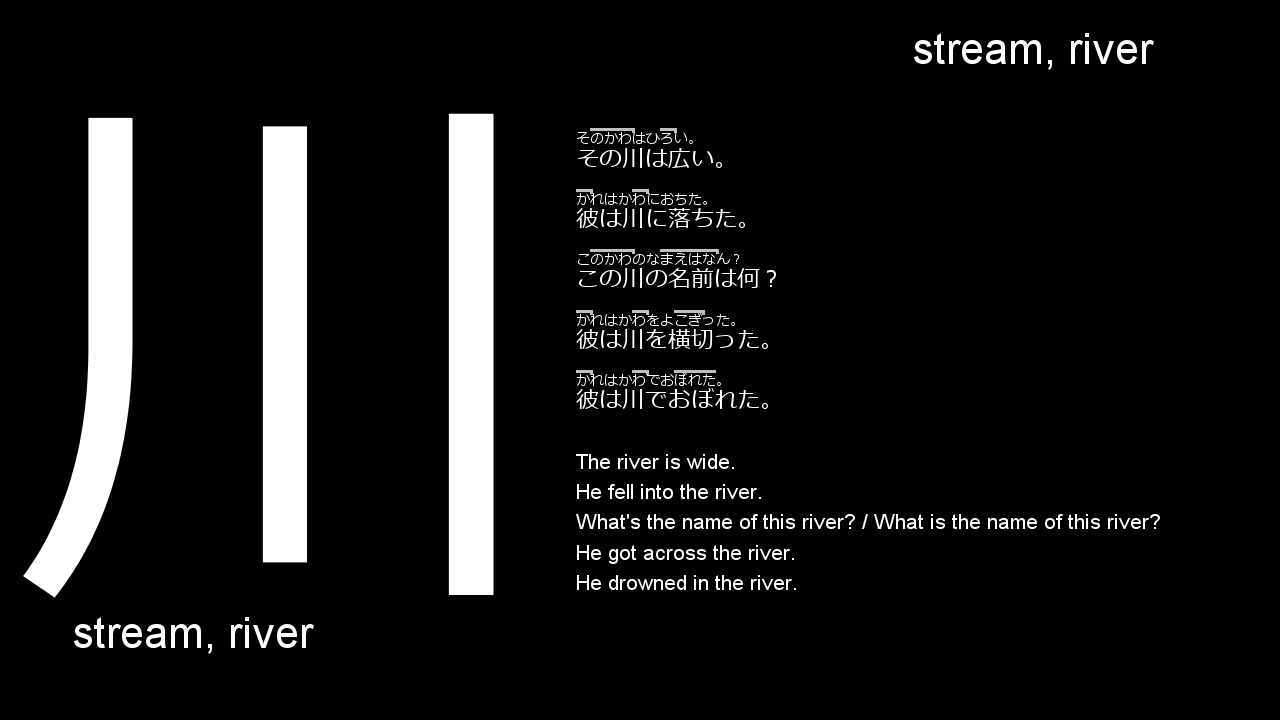 stream, river
川
そのかわはひろい。
その川は広い。
かれはかわにおちた。
彼は川に落ちた。
このかわのなまえはなん？
この川の名前は何？
かれはかわをよこぎった。
彼は川を横切った。
かれはかわでおぼれた。
彼は川でおぼれた。
The river is wide.
He fell into the river.
What's the name of this river? / What is the name of this river?
He got across the river.
He drowned in the river.
stream, river